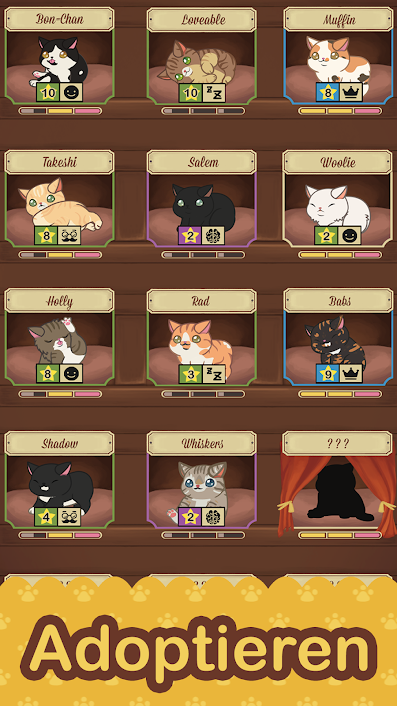 Bon-Chan Loveable Muffin
10 10 8
Takeshi Salem Woolie
8 2 2
Holly Rad Babs
8 3 9
Shadow Whiskers ???
4 2
Adoptieren